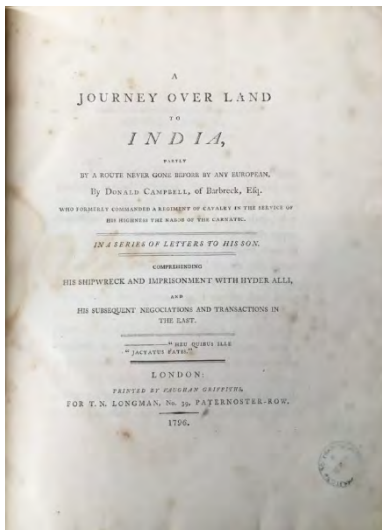 A
JOURNEY OVER LAND
TO
INDIA,
PARTLY
BY A ROUTE NEVER GONE BEFORE BY ANY EUROPEAN,
By DONALD CAMPBELL, of Barbreck, Esq.
WHO FORMERLY COMMANDED A REGIMENT OF CAVALRY IN THE SERVICE OF
HIS HIGHNESS THE NABOB OF THE CARNATIC.
IN A SERIES OF LETTERS TO HIS SON.
COMPREHENDING
HIS SHIPWRECK AND IMPRISONMENT WITH HYDER ALLI,
AND
HIS SUBSEQUENT NEGOCIATIONS AND TRANSACTIONS IN
THE EAST.
"HEU QUIBUS ILLE
"JACTATUS FATIS."
LONDON:
PRINTED BY VAUGHAN GRIFFITHS,
FOR T. N. LONGMAN, No. 39, PATERNOSTER-ROW.
1796.